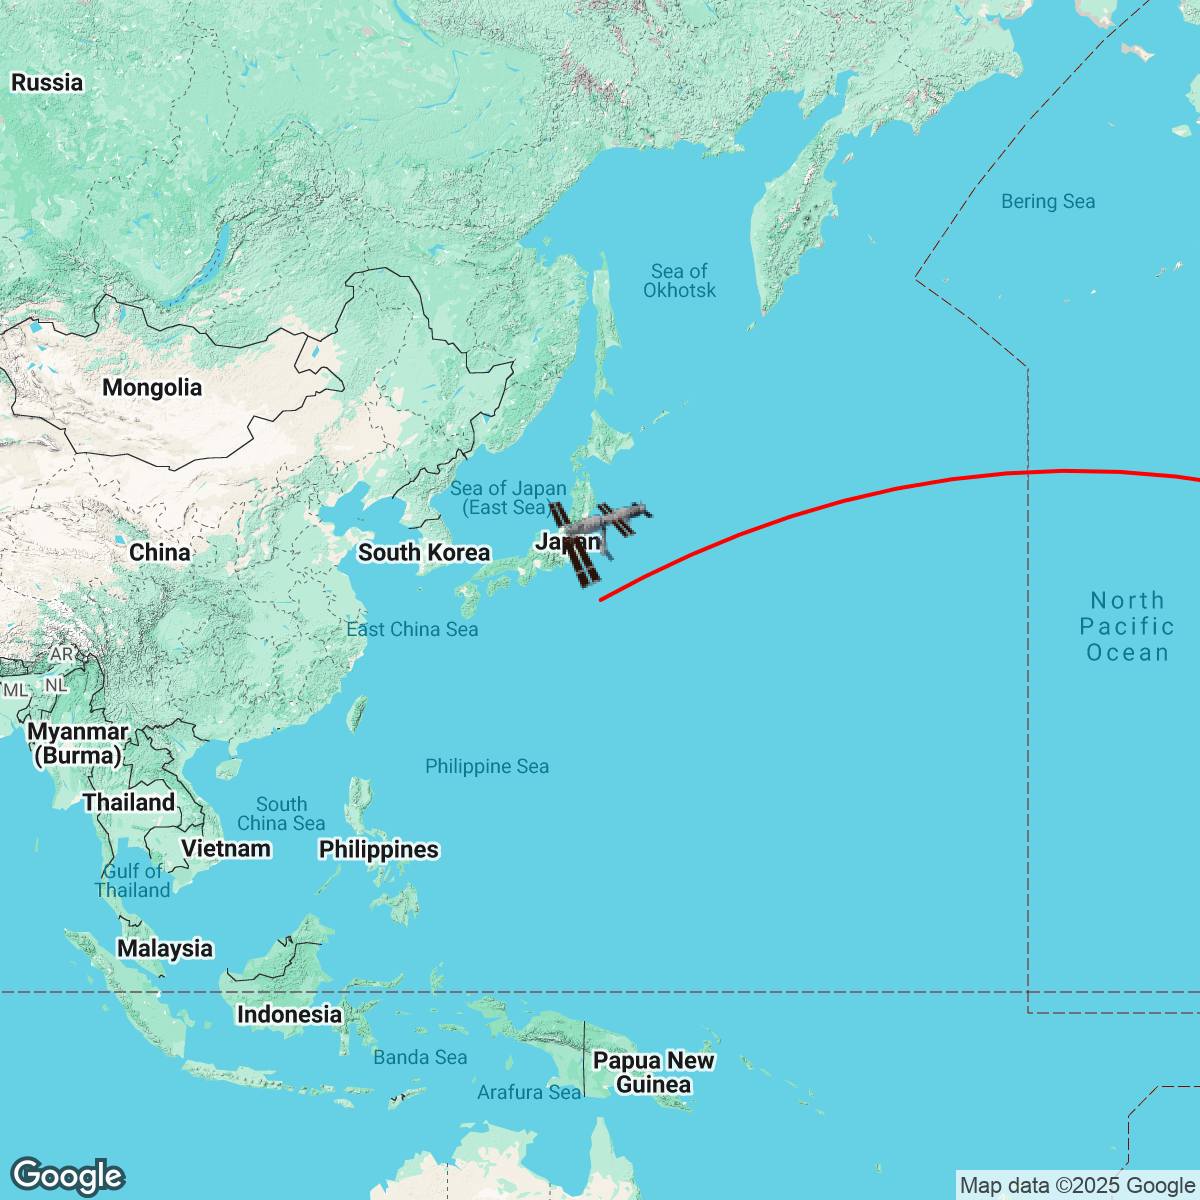 Russia
Bering Sea
Sea of
Okhotsk
Mongolia
Sea of Japan
(East Sea)
Japan
China
South Korea
North
Pacific
Ocean
East China Sea
AR
NL
ML
Myanmar
(Burma)
Philippine Sea
Thailand
South
China Sea
Vietnam
Philippines
Gulf of
Thailand
Malaysia
Indonesia
Banda Sea
Papua New
Guinea
Arafura Sea
Google
Map data ©2025 Google